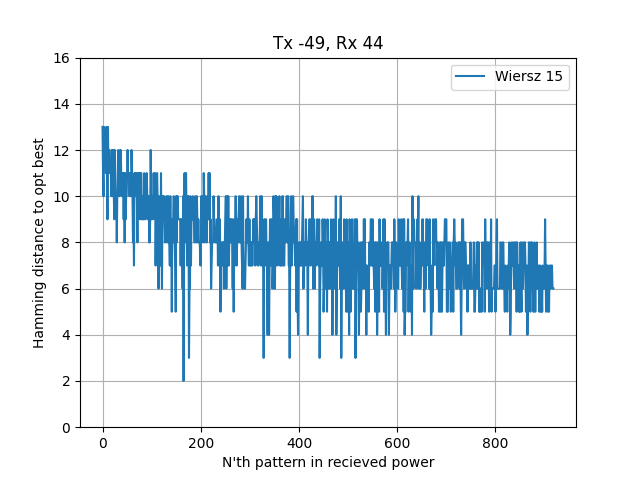 Tx -49, Rx 44
Wiersz 15
Hamming distance to opt best
16
14
12
10
8
6
4
2
0
0 200 400 600 800
N'th pattern in recieved power